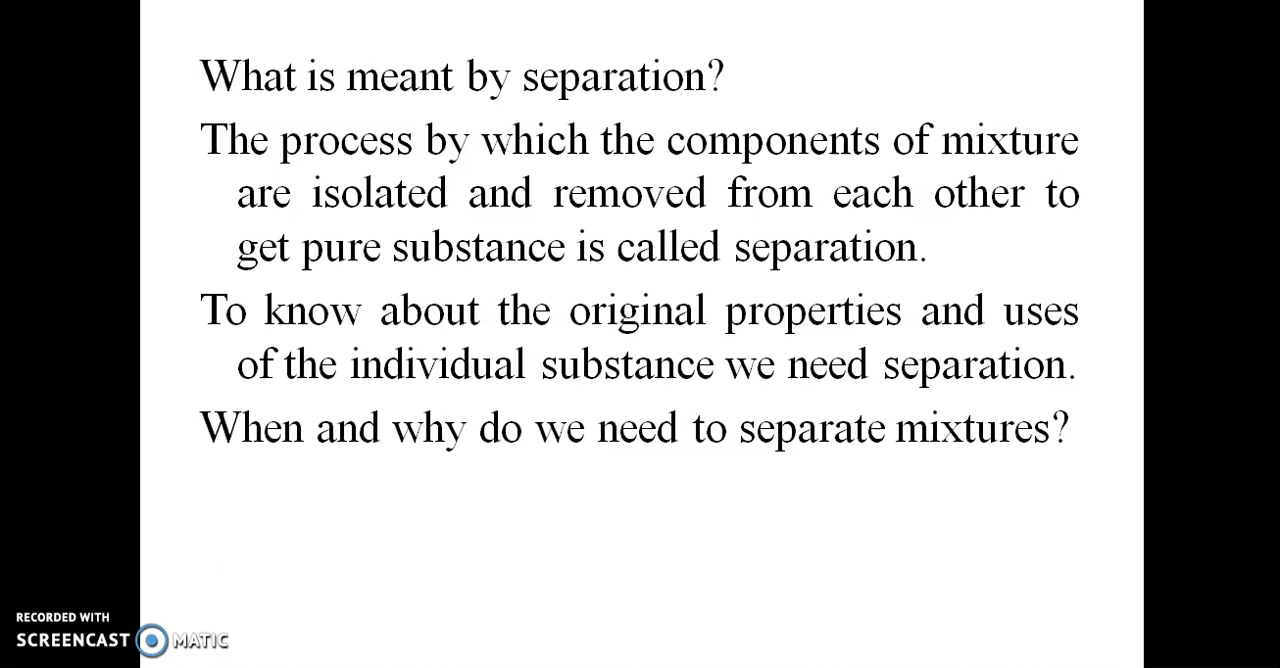 What is meant by separation?
The process by which the components of mixture
are isolated and removed from each other to
get pure substance is called separation.
To know about the original properties and uses
of the individual substance we need separation.
When and why do we need to separate mixtures?
RECORDED WITH
SCREENCAST MATIC